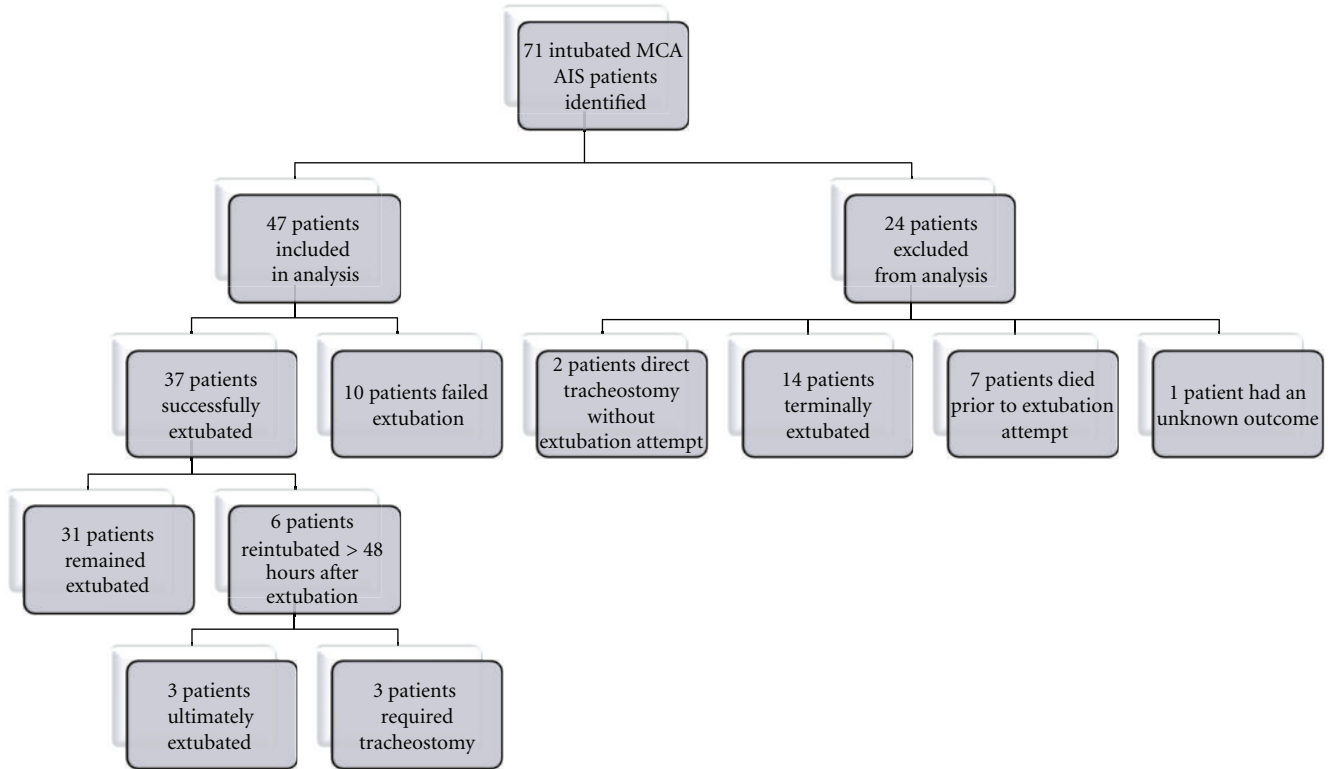 71 intubated MCA
AIS patients
identified
47 patients
included
in analysis
24 patients
excluded
from analysis
37 patients
successfully
extubated
10 patients failed
extubation
2 patients direct
tracheostomy
without
extubation attempt
14 patients
terminally
extubated
7 patients died
prior to extubation
attempt
1 patient had an
unknown outcome
31 patients
remained
extubated
6 patients
reintubated > 48
hours after
extubation
3 patients
ultimately
extubated
3 patients
required
tracheostomy